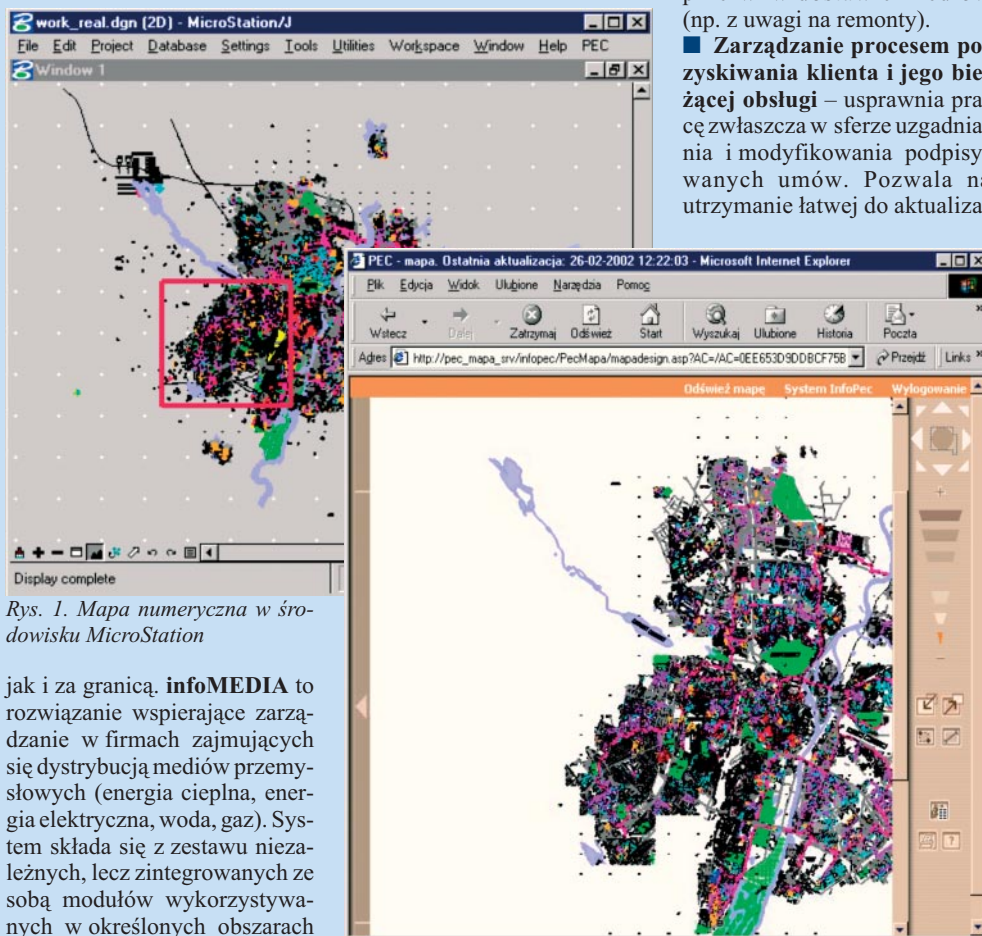 work_real.dgn (2D) - MicroStation/J
File Edit Project Database Settings Tools Utilities Workspace Window Help PEC
Window 1
Display complete
Rys. 1. Mapa numeryczna w śro-
dowisku MicroStation
jak i za granicą. infoMEDIA to
rozwiązanie wspierające zarzą-
dzanie w firmach zajmujących
się dystrybucją mediów przemy-
słowych (energia cieplna, ener-
gia elektryczna, woda, gaz). Sys-
tem składa się z zestawu nieza-
leżnych, lecz zintegrowanych ze
sobą modułów wykorzystywa-
nych w określonych obszarach
(np. z uwagi na remonty).
■ Zarządzanie procesem po-
zyskiwania klienta i jego bie-
żącej obsługi – usprawnia pra-
cę zwłaszcza w sferze uzgadnia-
nia i modyfikowania podpisy-
wanych umów. Pozwala na
utrzymanie łatwej do aktualiza-
PEC - mapa. Ostatnia aktualizacja: 26-02-2002 12:22:03 - Microsoft Internet Explorer
Plik Edycja Widok Ulubione Narzędzia Pomoc
Wstecz Dalej Zatrzymaj Odśwież Start Wyszukaj Ulubione Historia Poczta
Adres http://pec_mapa_srv/infopec/PecMapa/mapadesign.asp?AC=/AC=0EE653D9DDBCF75B Przejdź Links
Odśwież mapę System InfoPec Wylogowanie